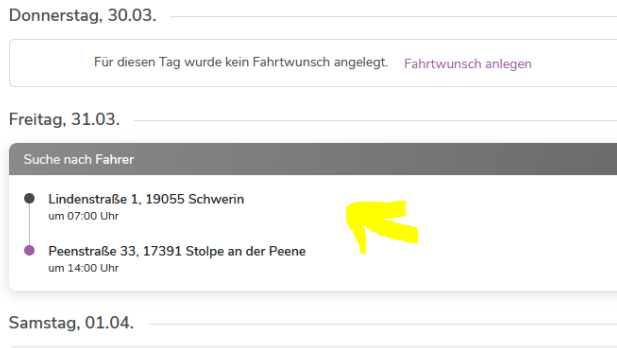 Donnerstag, 30.03.
Für diesen Tag wurde kein Fahrtwunsch angelegt. Fahrtwunsch anlegen
Freitag, 31.03.
Suche nach Fahrer
Lindenstraße 1, 19055 Schwerin
um 07:00 Uhr
Peenstraße 33, 17391 Stolpe an der Peene
um 14:00 Uhr
Samstag, 01.04.